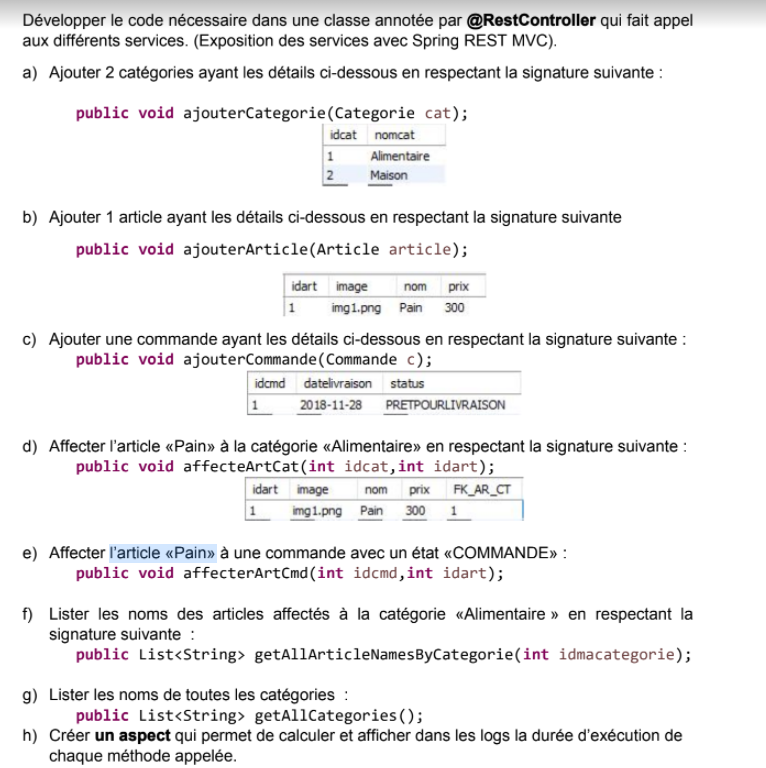 Développer le code nécessaire dans une classe annotée par @RestController qui fait appel
aux différents services. (Exposition des services avec Spring REST MVC).
a) Ajouter 2 catégories ayant les détails ci-dessous en respectant la signature suivante :
public void ajouterCategorie(Categorie cat);
idcat nomcat
1 Alimentaire
2 Maison
b) Ajouter 1 article ayant les détails ci-dessous en respectant la signature suivante
public void ajouterArticle(Article article);
idart image nom prix
1 img1.png Pain 300
c) Ajouter une commande ayant les détails ci-dessous en respectant la signature suivante :
public void ajouterCommande(Commande c);
idcmd datelivraison status
1 2018-11-28 PRETPOURLIVRAISON
d) Affecter l'article «Pain» à la catégorie «Alimentaire» en respectant la signature suivante :
public void affecteArtCat(int idcat,int idart);
idart image nom prix FK_AR_CT
1 img1.png Pain 300 1
e) Affecter l'article «Pain» à une commande avec un état «COMMANDE» :
public void affecterArtCmd(int idcmd,int idart);
f) Lister les noms des articles affectés à la catégorie «Alimentaire » en respectant la
signature suivante :
public List<String> getAllArticleNamesByCategorie(int idmacategorie);
g) Lister les noms de toutes les catégories :
public List<String> getAllCategories();
h) Créer un aspect qui permet de calculer et afficher dans les logs la durée d'exécution de
chaque méthode appelée.